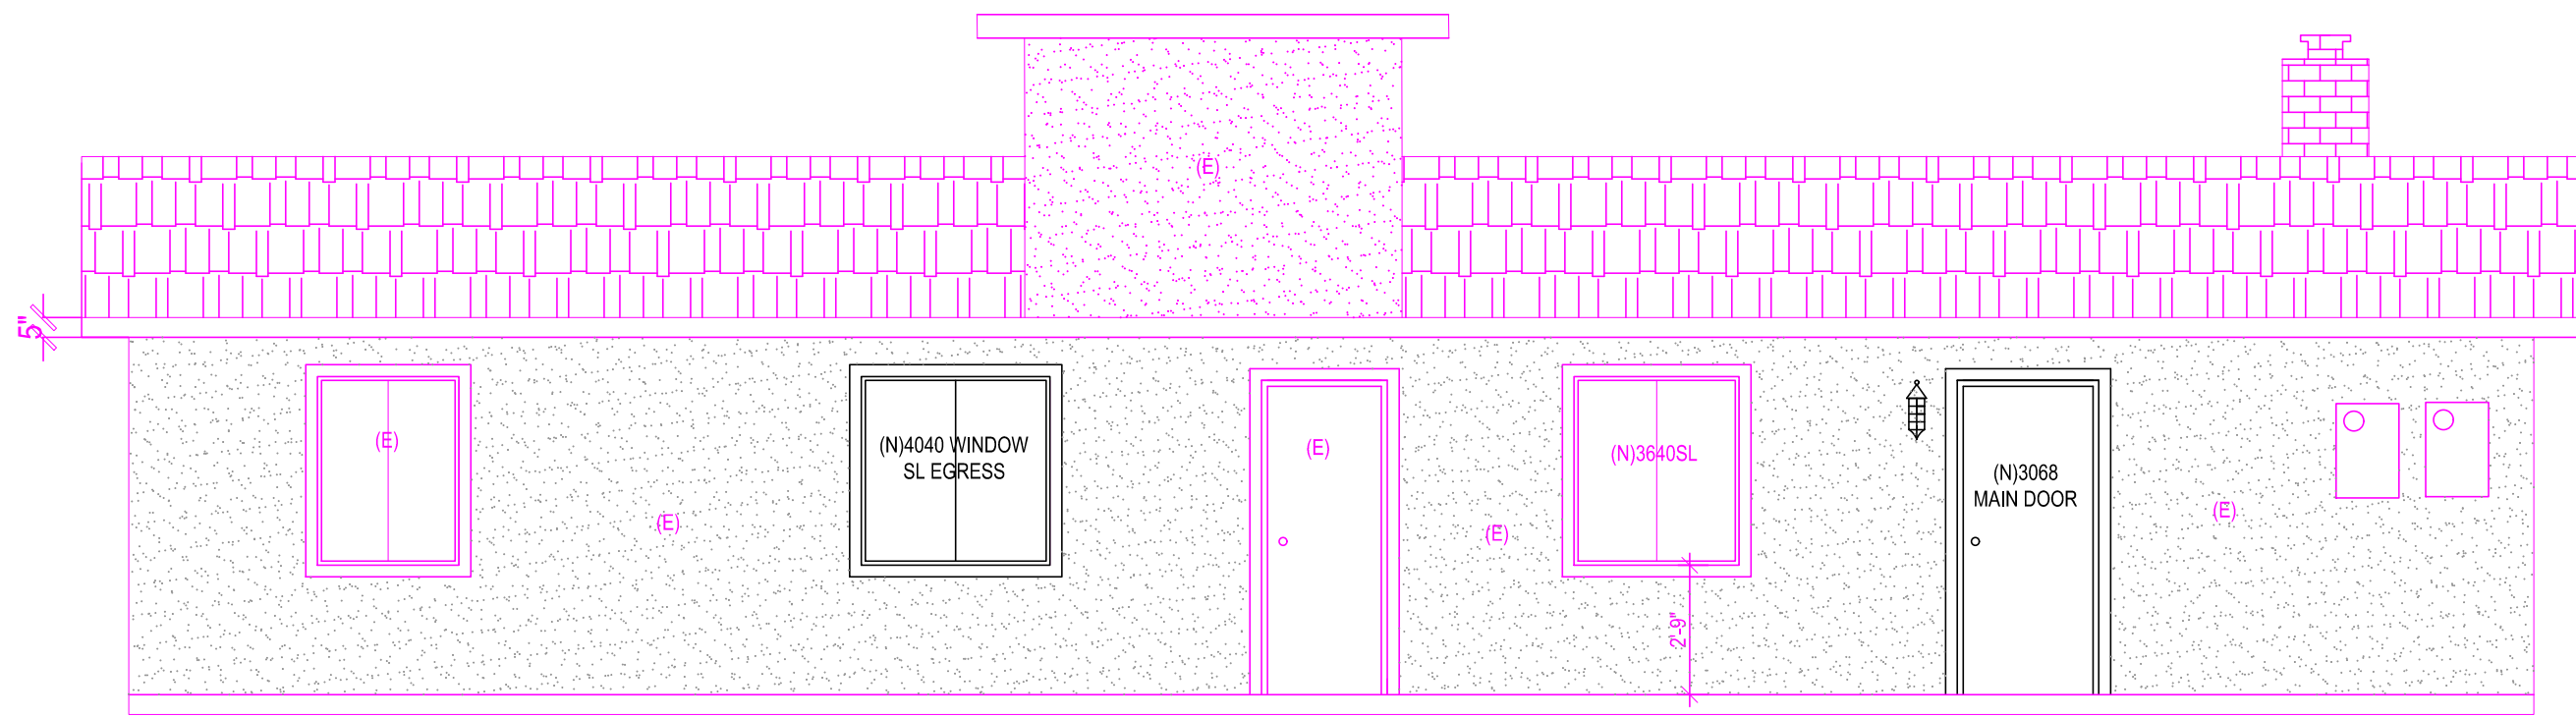 (E)
5"
(E)
(N)4040 WINDOW
SL EGRESS
(E)
(N)3640SL
(N)3068
MAIN DOOR
(E)
(E)
(E)
2'-9"